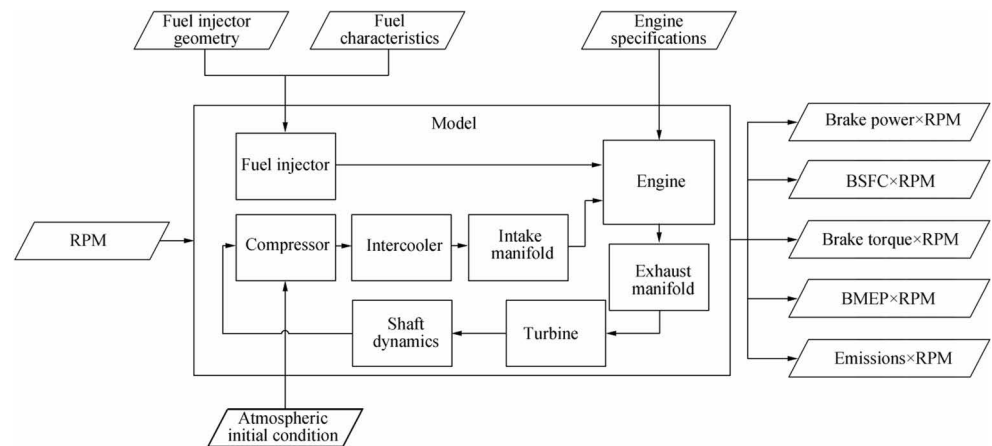 Fuel injector
geometry
Fuel
characteristics
Engine
specifications
Model
Fuel injector
Engine
RPM
Compressor
Intercooler
Intake
manifold
Exhaust
manifold
Shaft
dynamics
Turbine
Atmospheric
initial condition
Brake power×RPM
BSFC×RPM
Brake torque×RPM
BMEP×RPM
Emissions×RPM